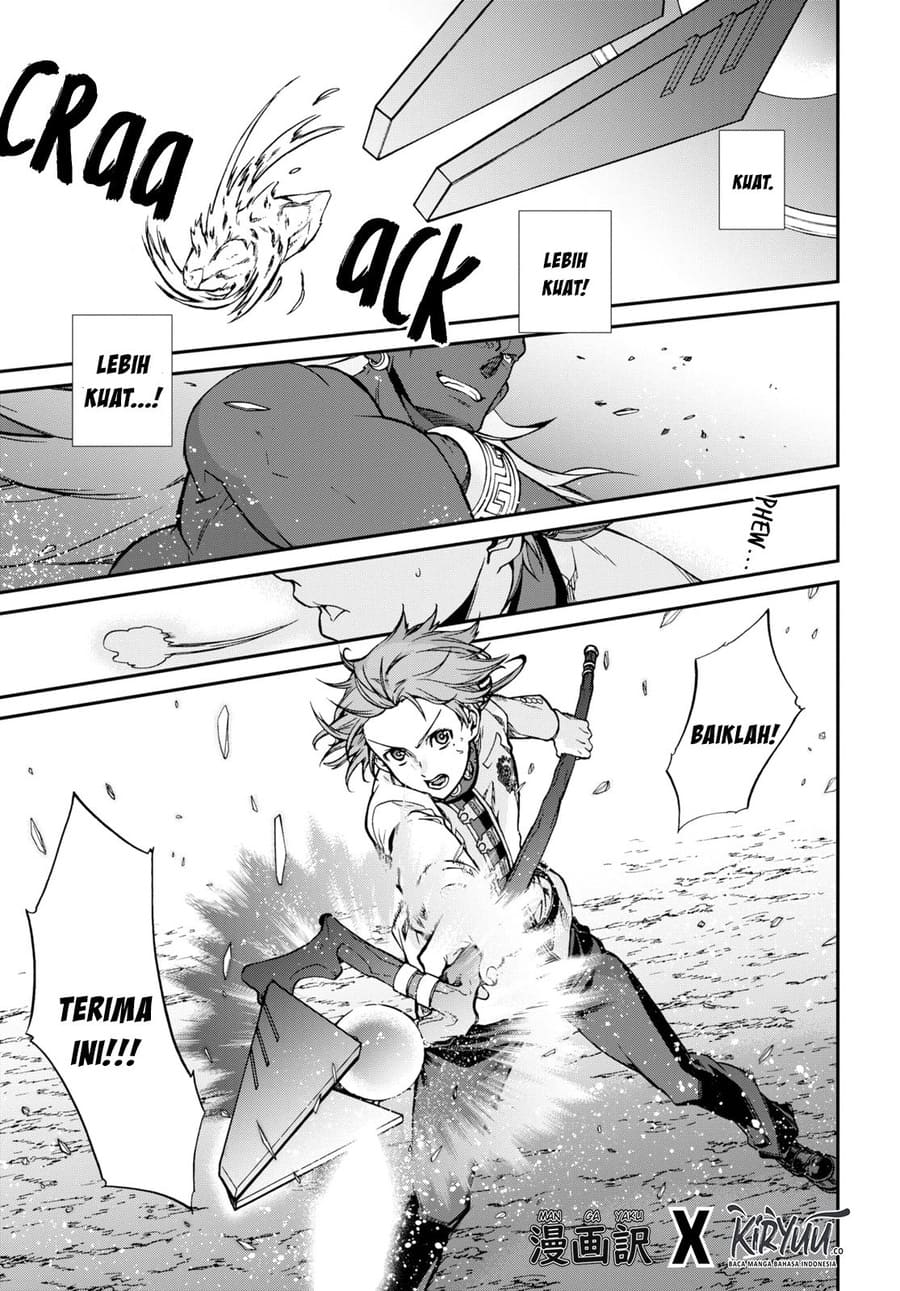 KUAT.
LEBIH
KUAT!
CRaa
aCK
LEBIH
KUAT...!
PHEW...
BAIKLAH!
TERIMA
INI!!!
MAN GA YAKU
漫画訳 X KIRYUU.CO
BACA MANGA BAHASA INDONESIA